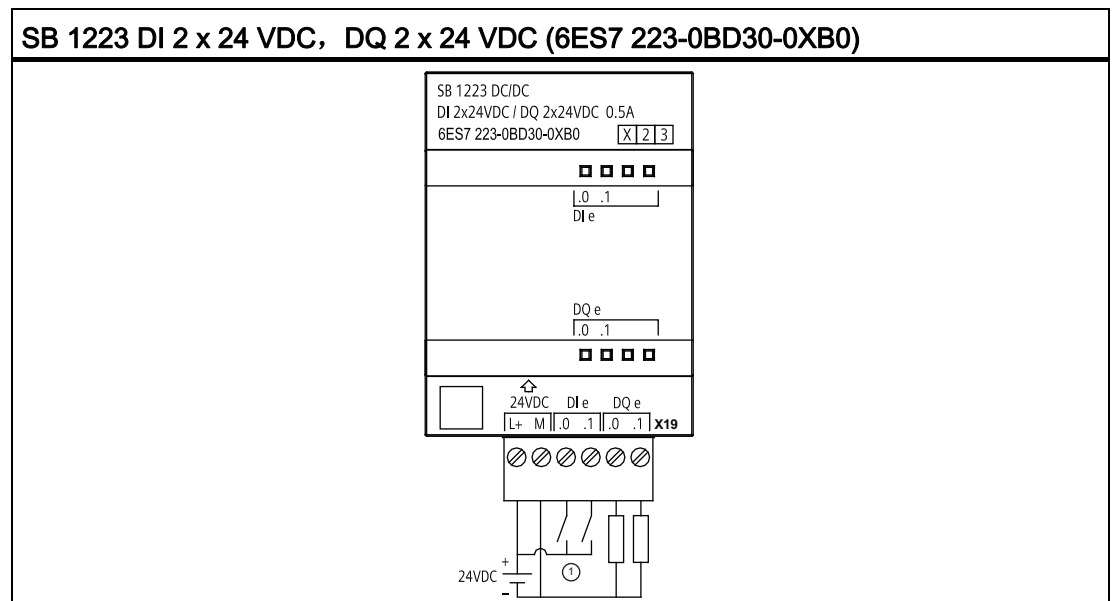 SB 1223 DI 2 x 24 VDC，DQ 2 x 24 VDC (6ES7 223-0BD30-0XB0)
SB 1223 DC/DC
DI 2x24VDC / DQ 2x24VDC 0.5A
6ES7 223-0BD30-0XB0 X 2 3
.0 .1
DI e
DQ e
.0 .1
24VDC DI e DQ e
L+ M .0 .1 .0 .1 X19
+
24VDC ①
-